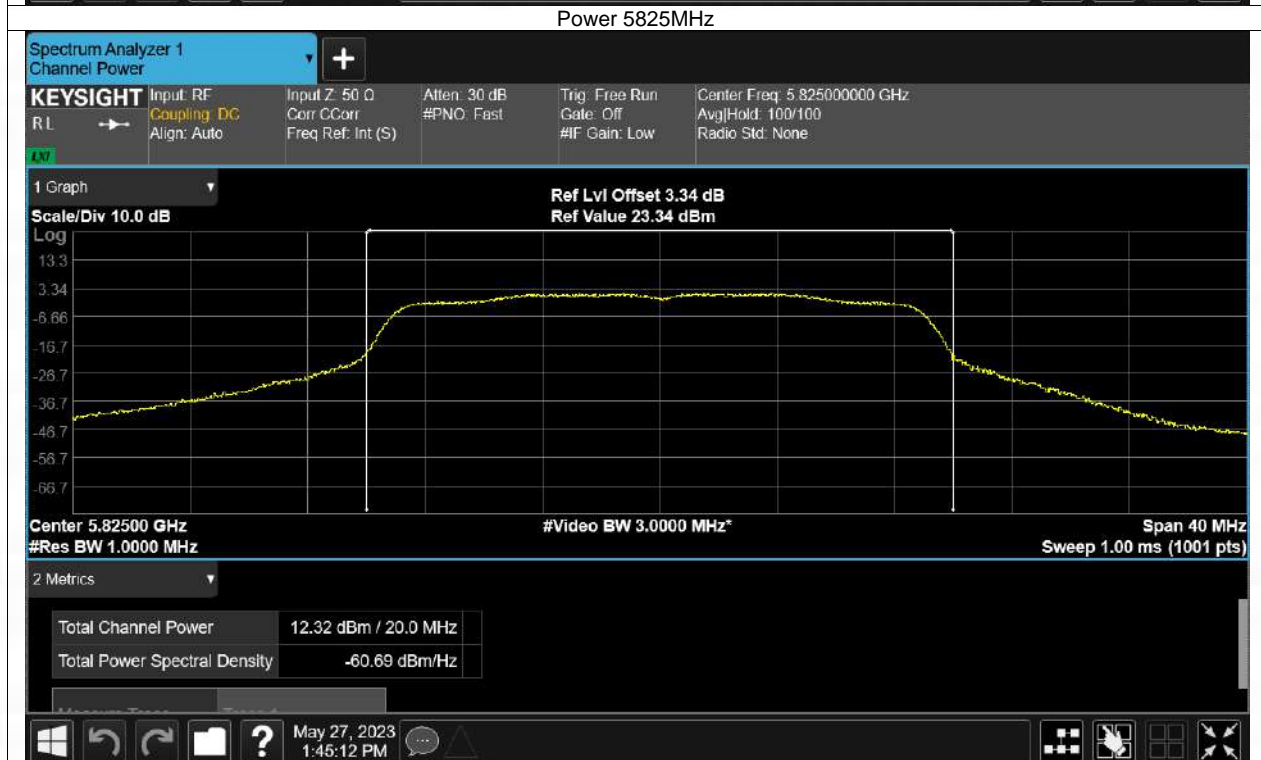 Power 5825MHz
Spectrum Analyzer 1
Channel Power
+
KEYSIGHT
RL
LXI
Input: RF
Coupling: DC
Align: Auto
Input Z: 50 Ω
Corr CCorr
Freq Ref: Int (S)
Atten: 30 dB
#PNO: Fast
Trig: Free Run
Gate: Off
#IF Gain: Low
Center Freq: 5.825000000 GHz
Avg|Hold: 100/100
Radio Std: None
1 Graph
Scale/Div 10.0 dB
Ref Lvl Offset 3.34 dB
Ref Value 23.34 dBm
Log
13.3
3.34
-6.66
-16.7
-26.7
-36.7
-46.7
-56.7
-66.7
Center 5.82500 GHz
#Res BW 1.0000 MHz
#Video BW 3.0000 MHz*
Span 40 MHz
Sweep 1.00 ms (1001 pts)
2 Metrics
Total Channel Power 12.32 dBm / 20.0 MHz
Total Power Spectral Density -60.69 dBm/Hz
?
May 27, 2023
1:45:12 PM